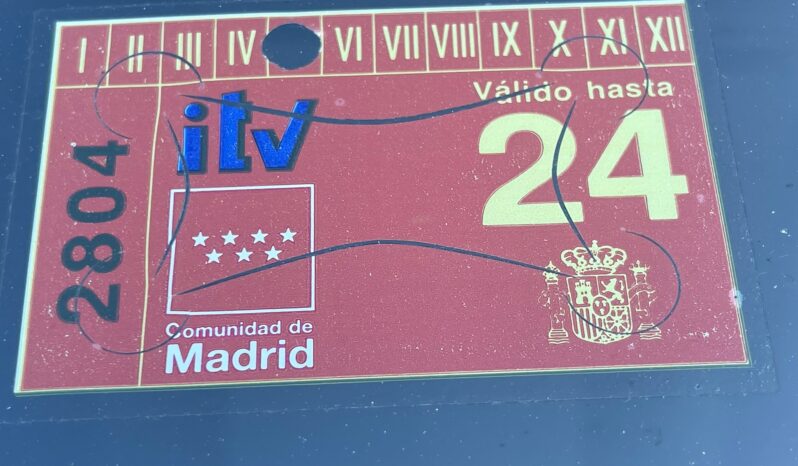 I II III IV VI VII VIII IX X XI XII
itv
Válido hasta
24
2804
Comunidad de
Madrid